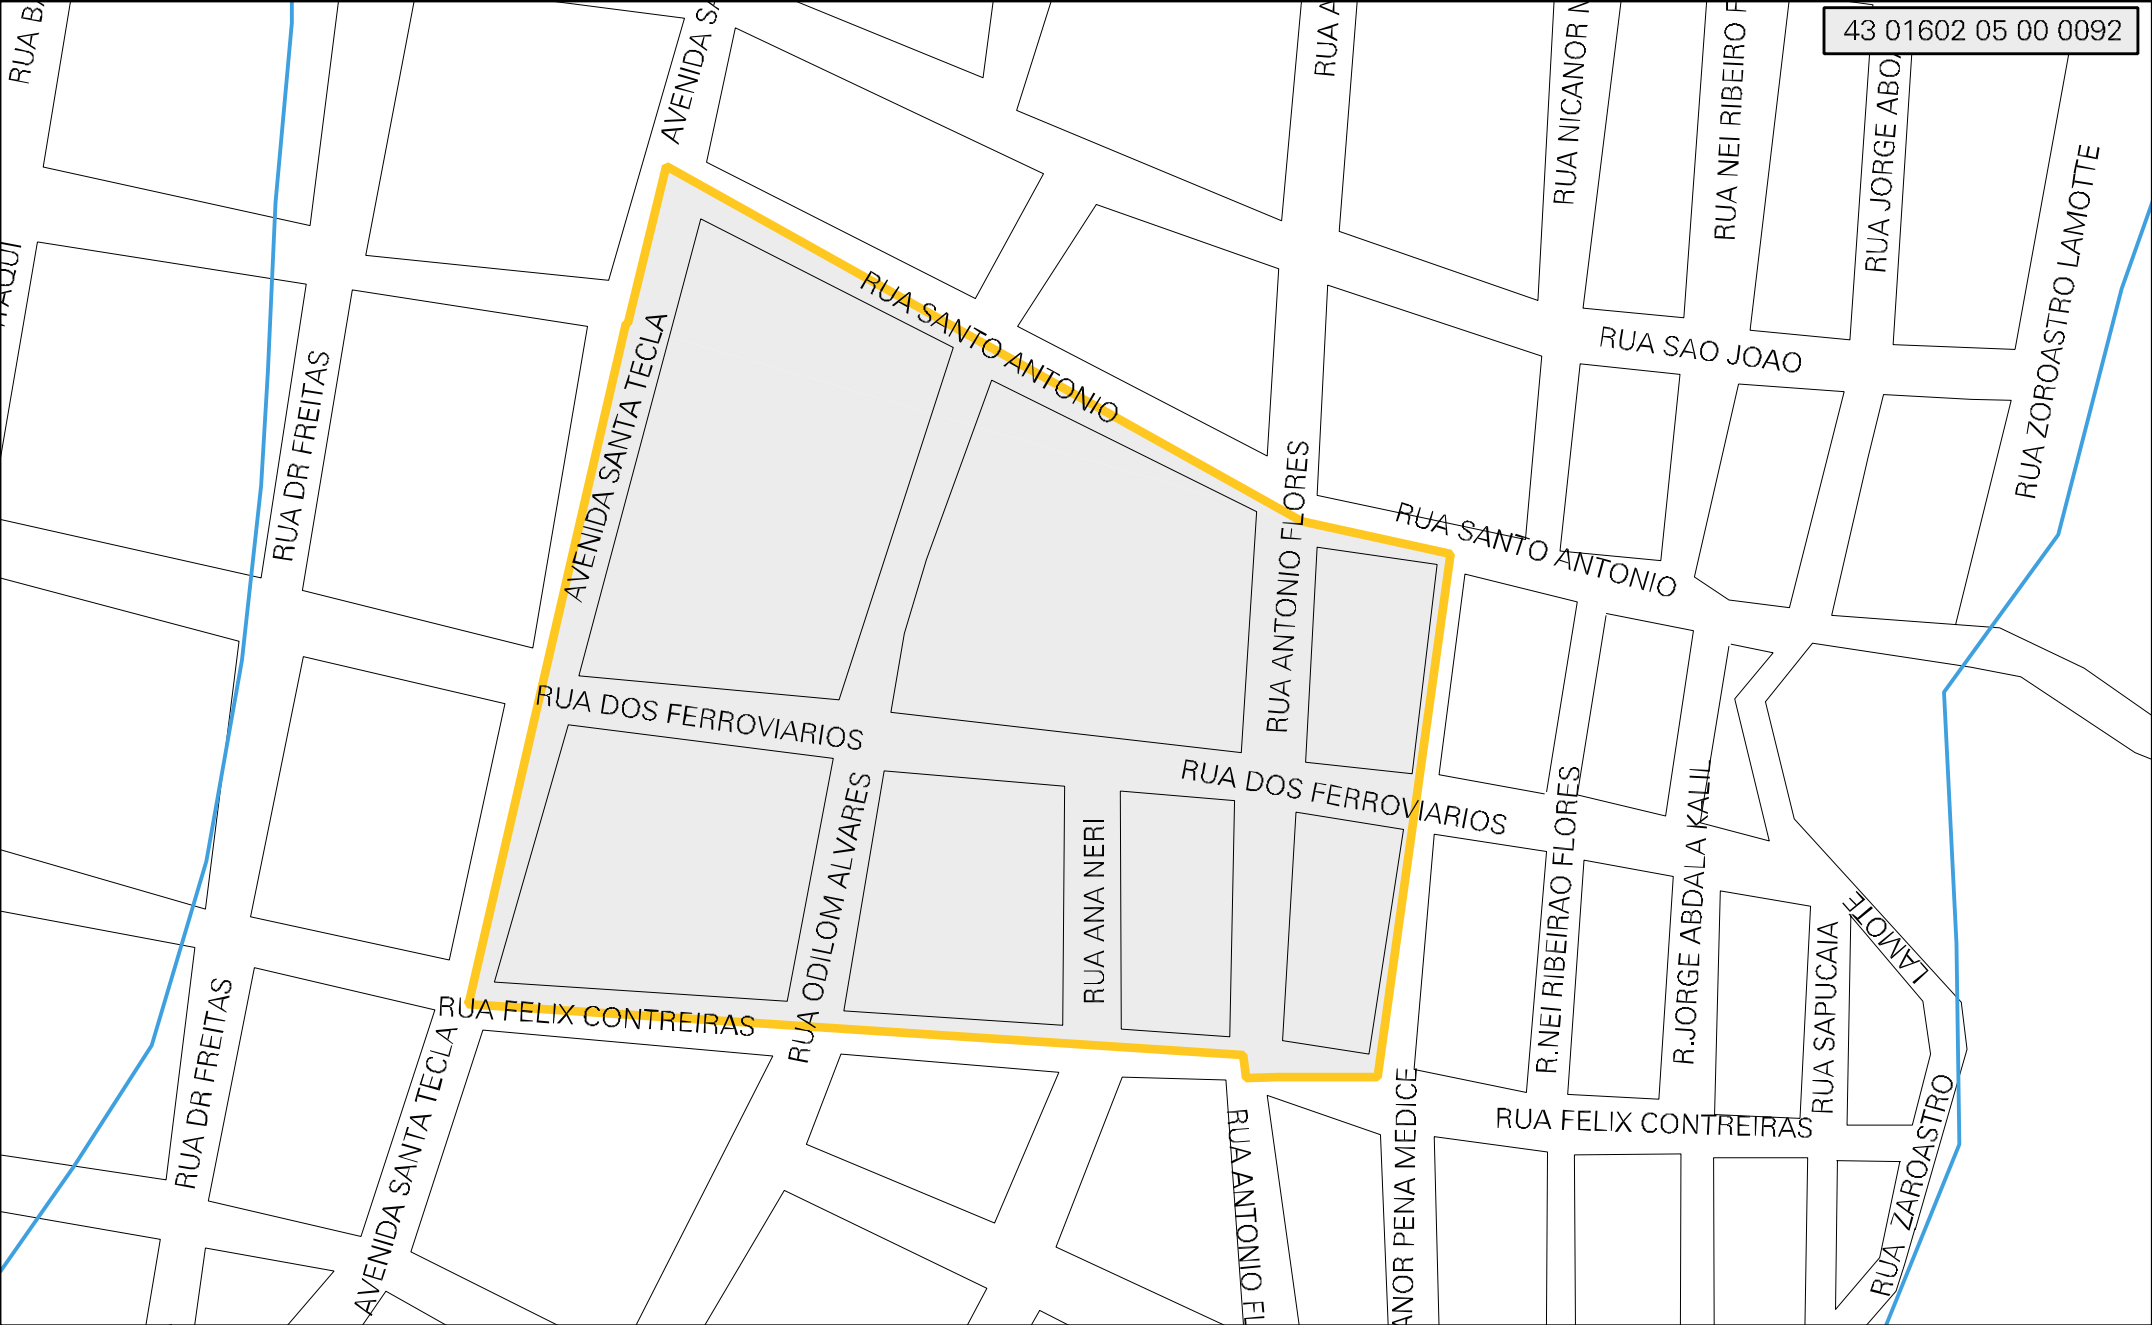 43 01602 05 00 0092
RUA BA
AVENIDA SA
RUA A
RUA NICANOR M
RUA NEI RIBEIRO F
RUA JORGE ABOA
RUA ZOROASTRO LAMOTTE
RUA SANTO ANTONIO
RUA SAO JOAO
AVENIDA SANTA TECLA
RUA DR FREITAS
RUA ANTONIO FLORES
RUA SANTO ANTONIO
RUA DOS FERROVIARIOS
RUA DOS FERROVIARIOS
RUA ODILOM ALVARES
RUA ANA NERI
R.NEI RIBEIRAO FLORES
R.JORGE ABDALA KALIL
RUA SAPUCAIA
LAMOTE
RUA FELIX CONTREIRAS
RUA DR FREITAS
AVENIDA SANTA TECLA
RUA ANTONIO FL
ANOR PENA MEDICE
RUA FELIX CONTREIRAS
RUA ZAROASTRO